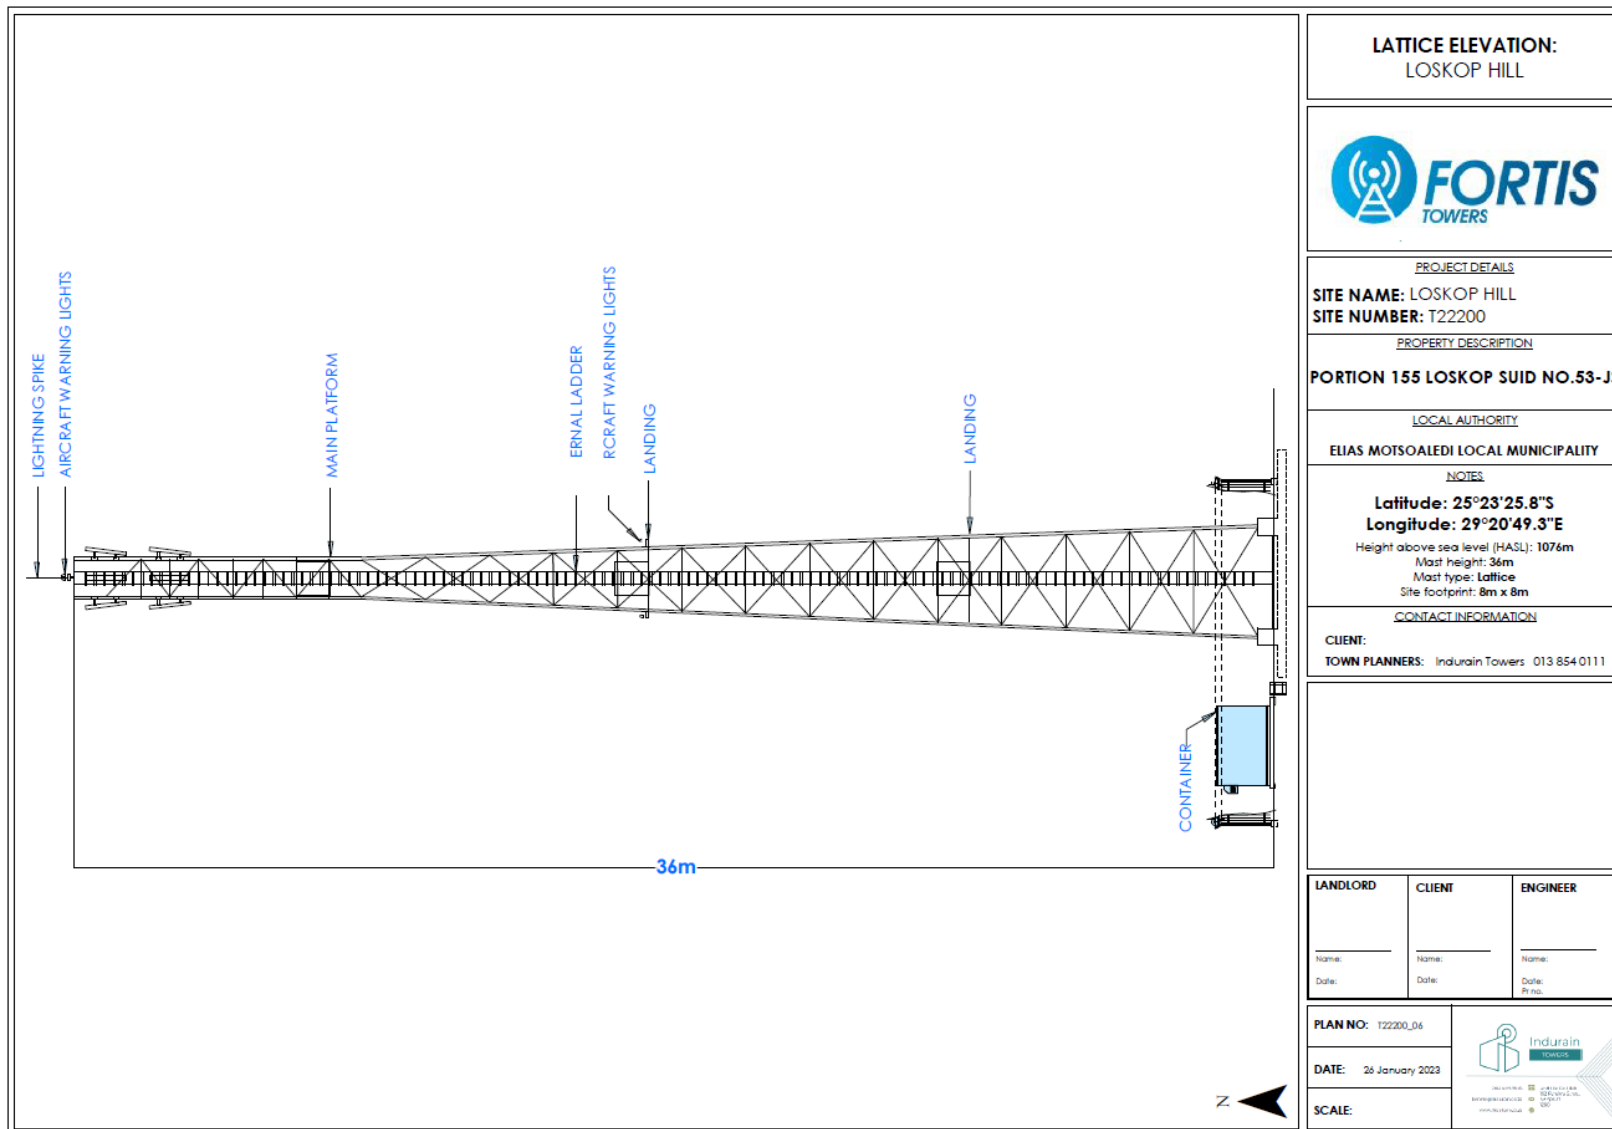 LIGHTNING SPIKE
AIRCRAFT WARNING LIGHTS
MAIN PLATFORM
ERNAL LADDER
RCRAFT WARNING LIGHTS
LANDING
LANDING
CONTAINER
36m
N
LATTICE ELEVATION:
LOSKOP HILL
FORTIS
TOWERS
PROJECT DETAILS
SITE NAME: LOSKOP HILL
SITE NUMBER: T22200
PROPERTY DESCRIPTION
PORTION 155 LOSKOP SUID NO.53-J
LOCAL AUTHORITY
ELIAS MOTSOALEDI LOCAL MUNICIPALITY
NOTES
Latitude: 25°23'25.8"S
Longitude: 29°20'49.3"E
Height above sea level (HASL): 1076m
Mast height: 36m
Mast type: Lattice
Site footprint: 8m x 8m
CONTACT INFORMATION
CLIENT:
TOWN PLANNERS: Indurain Towers 013 854 0111
LANDLORD
Name:
Date:
CLIENT
Name:
Date:
ENGINEER
Name:
Date:
Pr no.
PLAN NO: T22200_06
DATE: 26 January 2023
SCALE:
Indurain
TOWERS